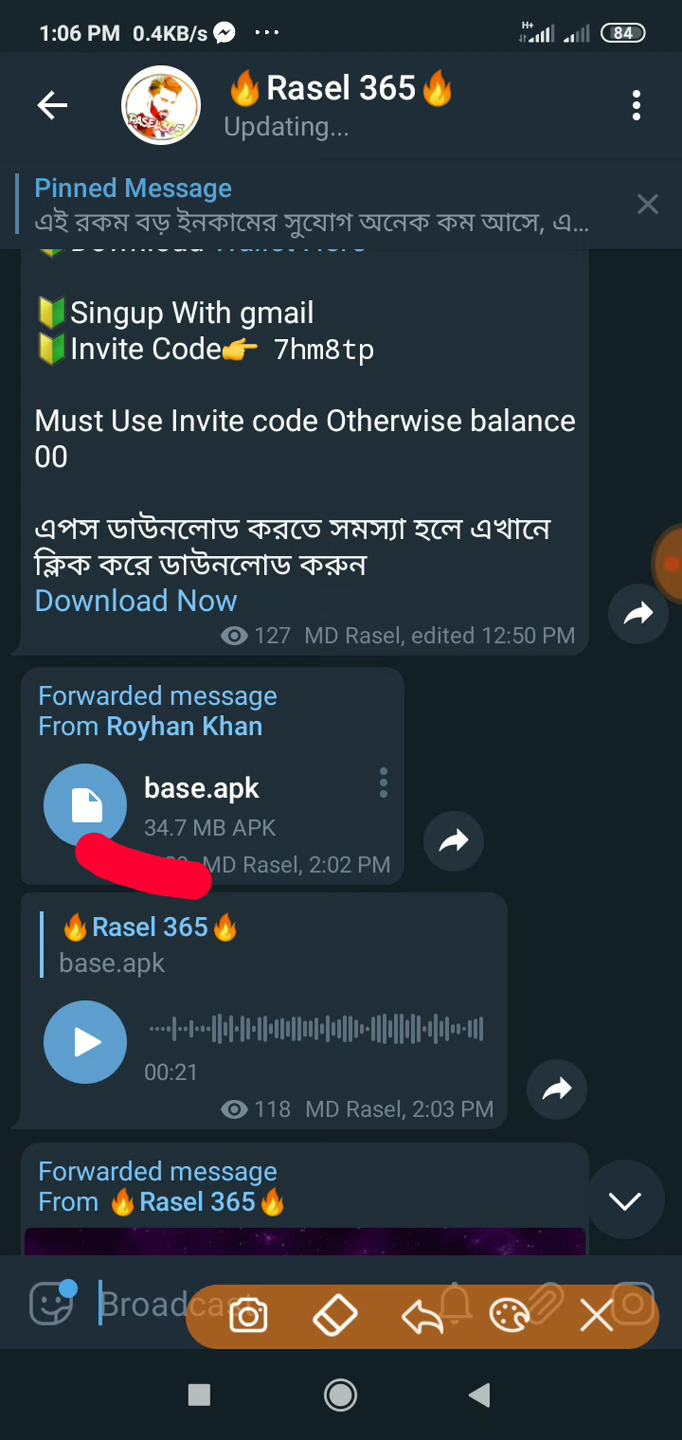 1:06 PM 0.4KB/s ...
H+
84
🔥Rasel 365🔥
Updating...
Pinned Message
এই রকম বড় ইনকামের সুযোগ অনেক কম আসে, এ...
🔰Download Wallet Here
🔰Singup With gmail
🔰Invite Code👉 7hm8tp
Must Use Invite code Otherwise balance
00
এপস ডাউনলোড করতে সমস্যা হলে এখানে
ক্লিক করে ডাউনলোড করুন
Download Now
127 MD Rasel, edited 12:50 PM
Forwarded message
From Royhan Khan
base.apk
34.7 MB APK
MD Rasel, 2:02 PM
🔥Rasel 365🔥
base.apk
00:21
118 MD Rasel, 2:03 PM
Forwarded message
From 🔥Rasel 365🔥
Broadcast